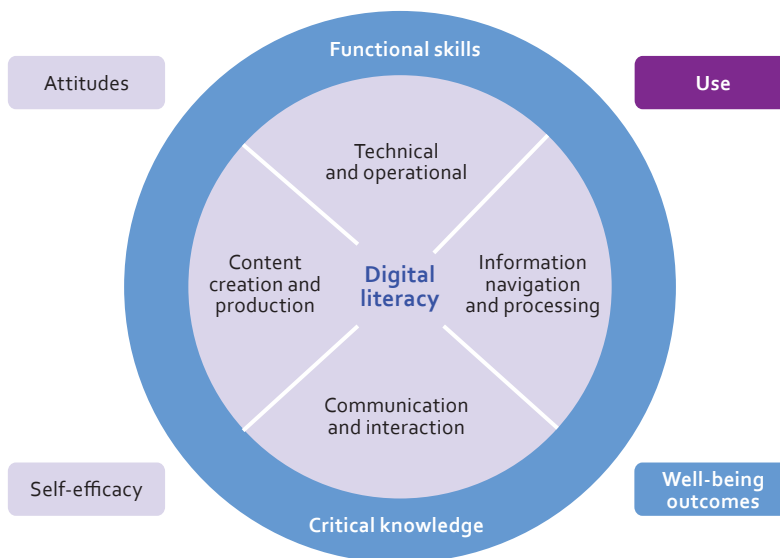 Functional skills
Attitudes
Use
Technical
and operational
Content
creation and
production
Digital
literacy
Information
navigation
and processing
Communication
and interaction
Self-efficacy
Well-being
outcomes
Critical knowledge